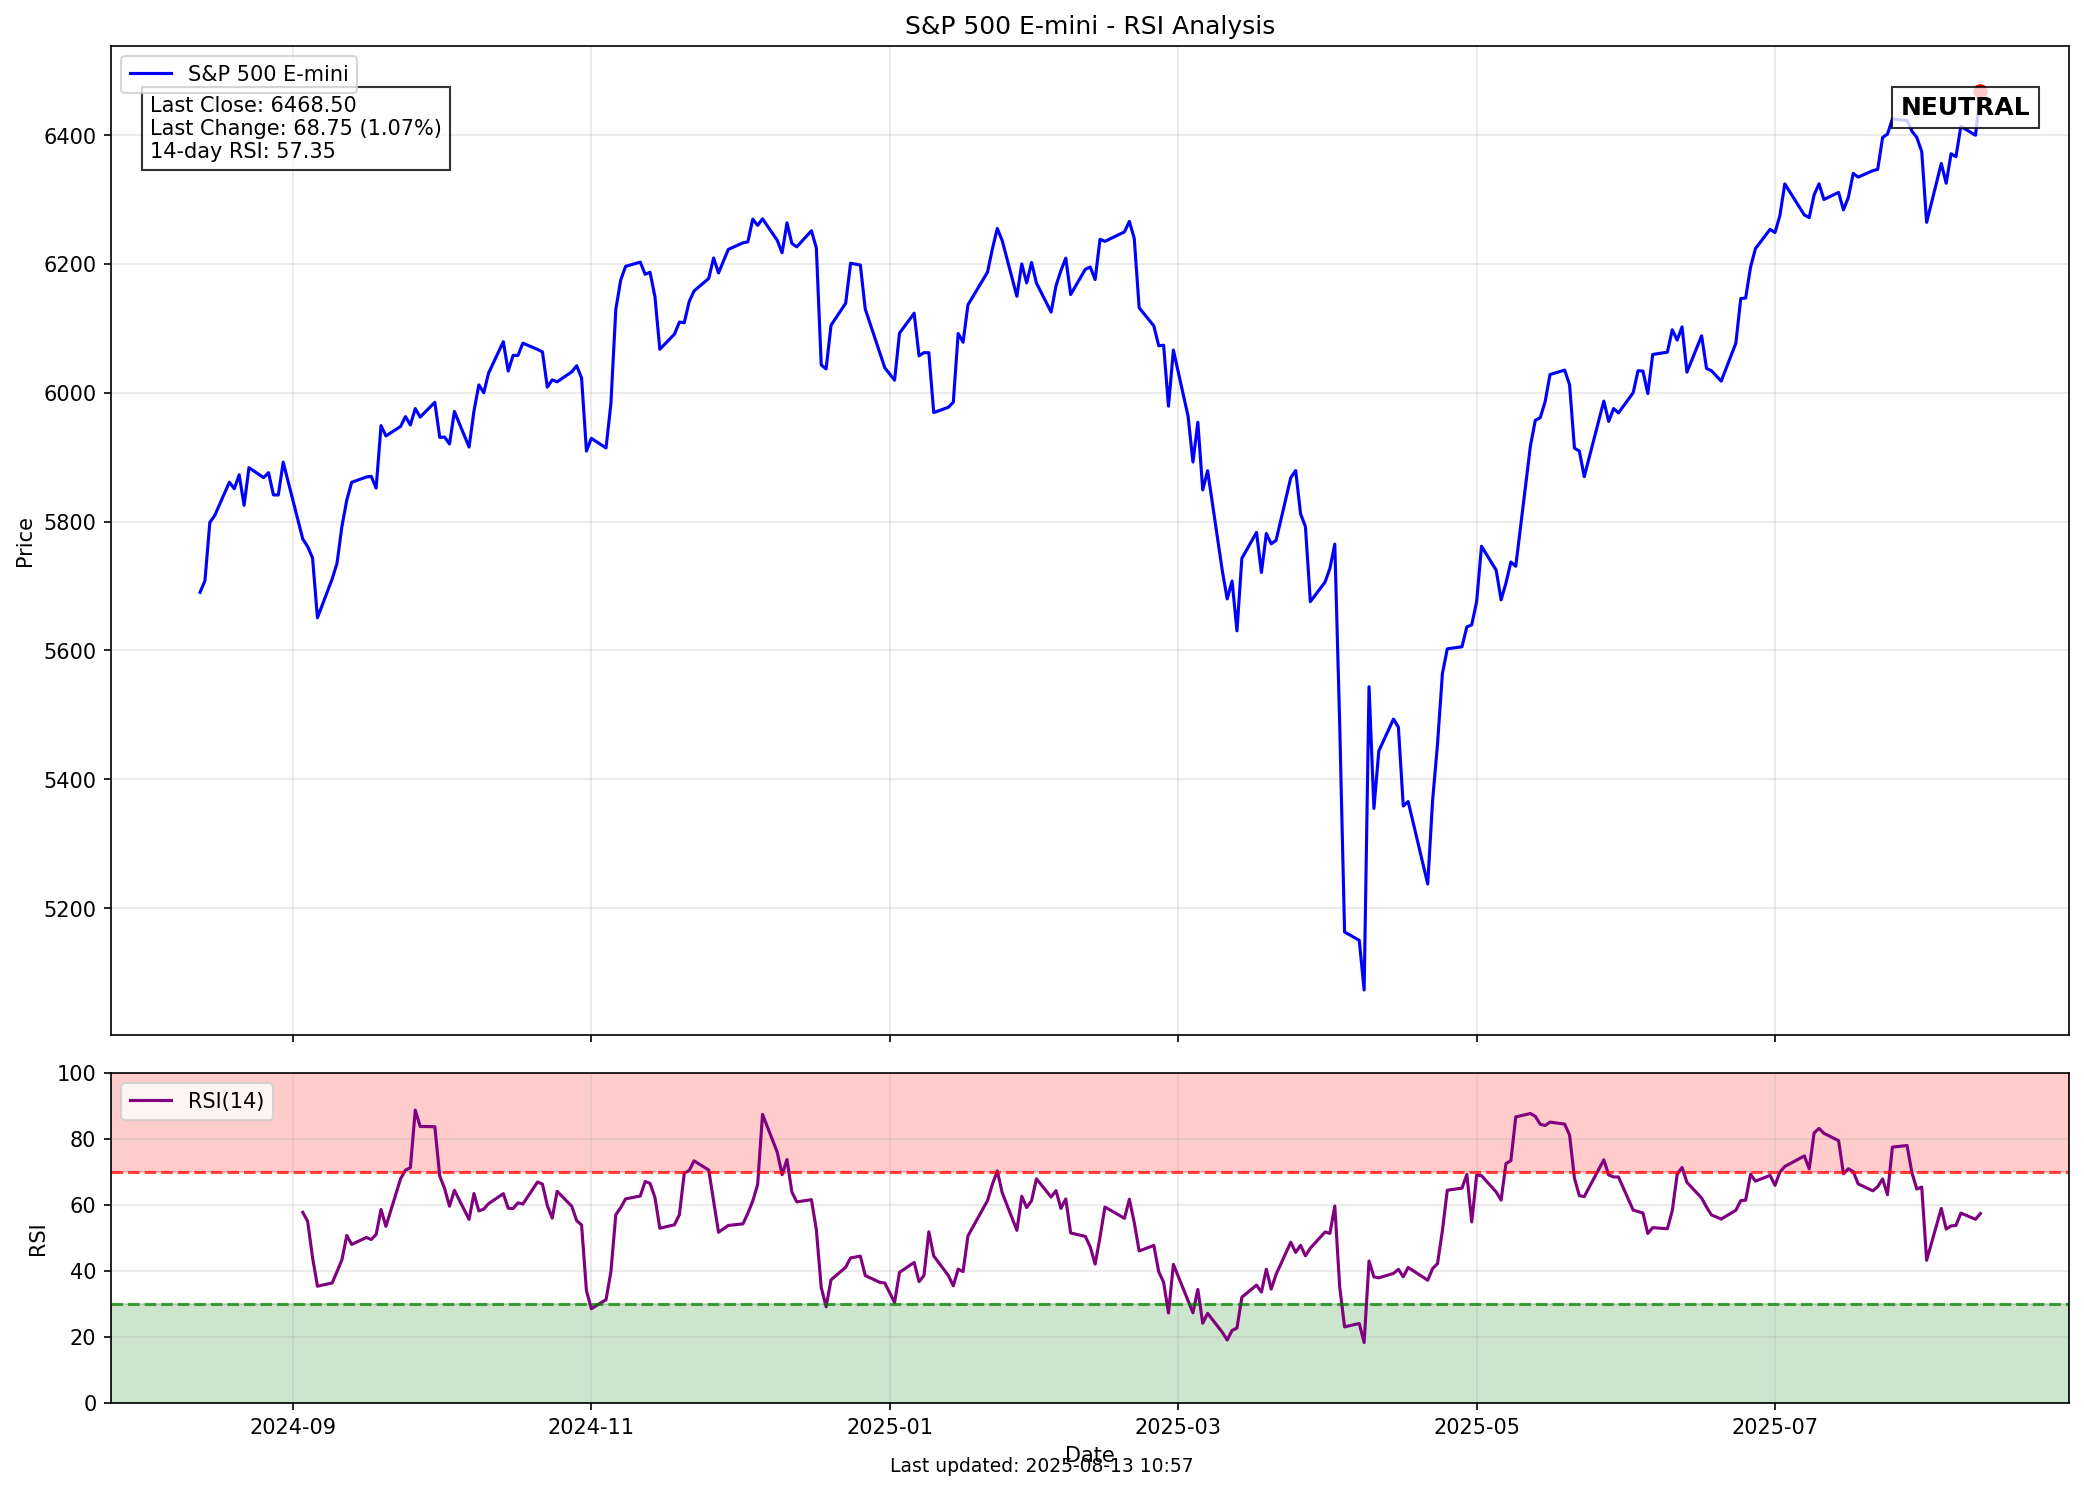 S&P 500 E-mini - RSI Analysis
S&P 500 E-mini
Last Close: 6468.50
Last Change: 68.75 (1.07%)
14-day RSI: 57.35
NEUTRAL
6400
6200
6000
5800
5600
5400
5200
Price
RSI(14)
100
80
60
40
20
0
RSI
2024-09
2024-11
2025-01
2025-03
2025-05
2025-07
Date
Last updated: 2025-08-13 10:57